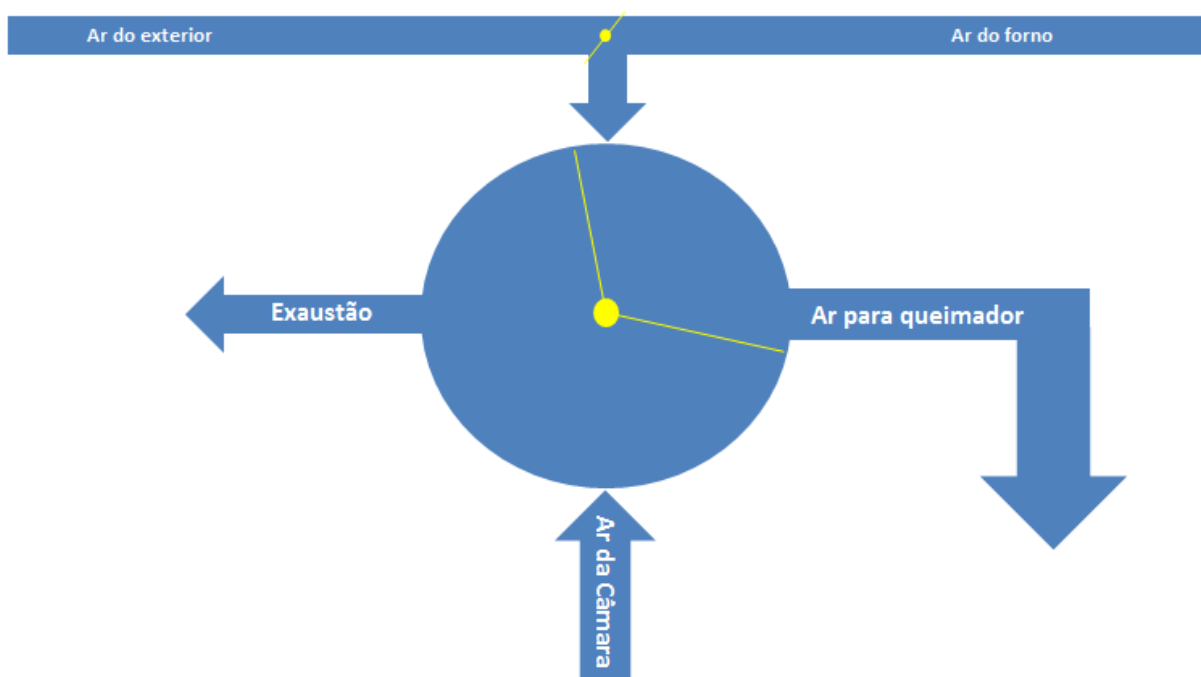 Ar do exterior
Ar do forno
Exaustão
Ar para queimador
Ar da Câmara